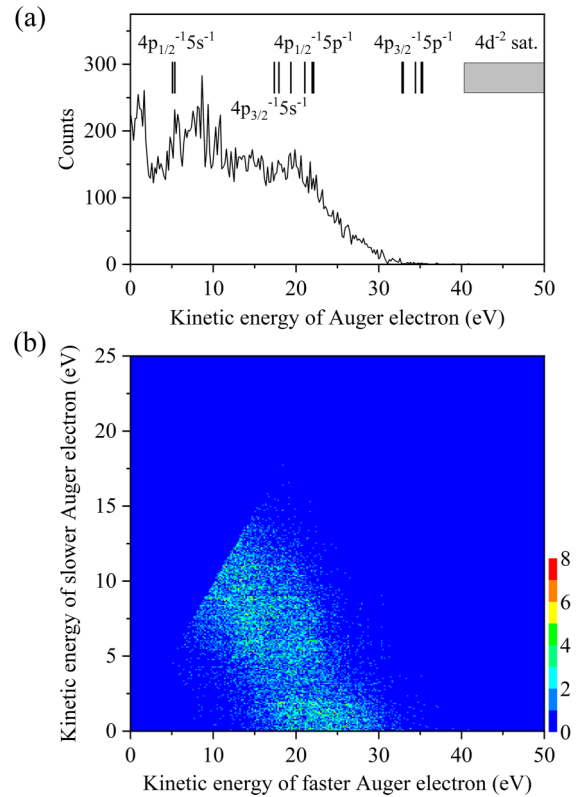 (a)
4p₁/₂⁻¹5s⁻¹ 4p₁/₂⁻¹5p⁻¹ 4p₃/₂⁻¹5p⁻¹ 4d⁻² sat.
4p₃/₂⁻¹5s⁻¹
300
200
100
0
Counts
0 10 20 30 40 50
Kinetic energy of Auger electron (eV)
(b)
25
20
15
10
5
0
Kinetic energy of slower Auger electron (eV)
8
6
4
2
0
0 10 20 30 40 50
Kinetic energy of faster Auger electron (eV)